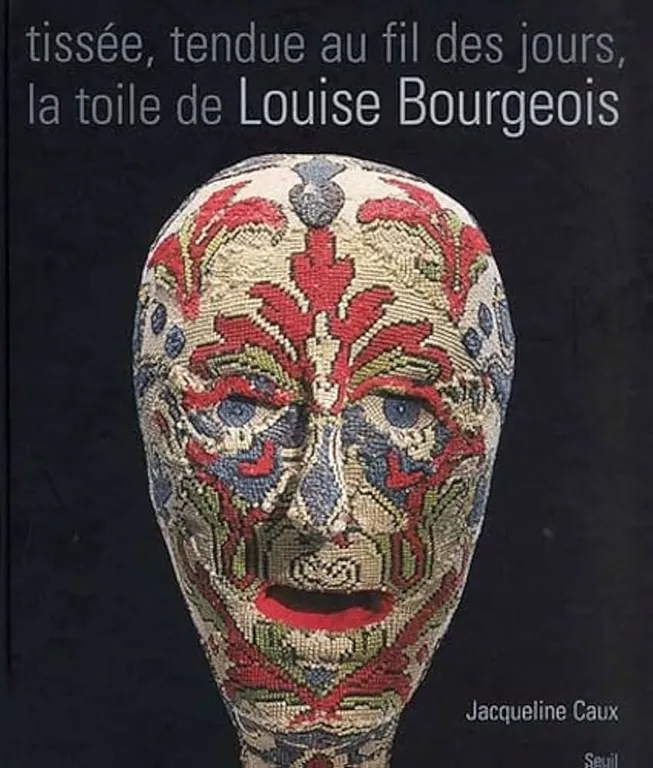 tissée, tendue au fil des jours,
la toile de Louise Bourgeois
Jacqueline Caux
Seuil